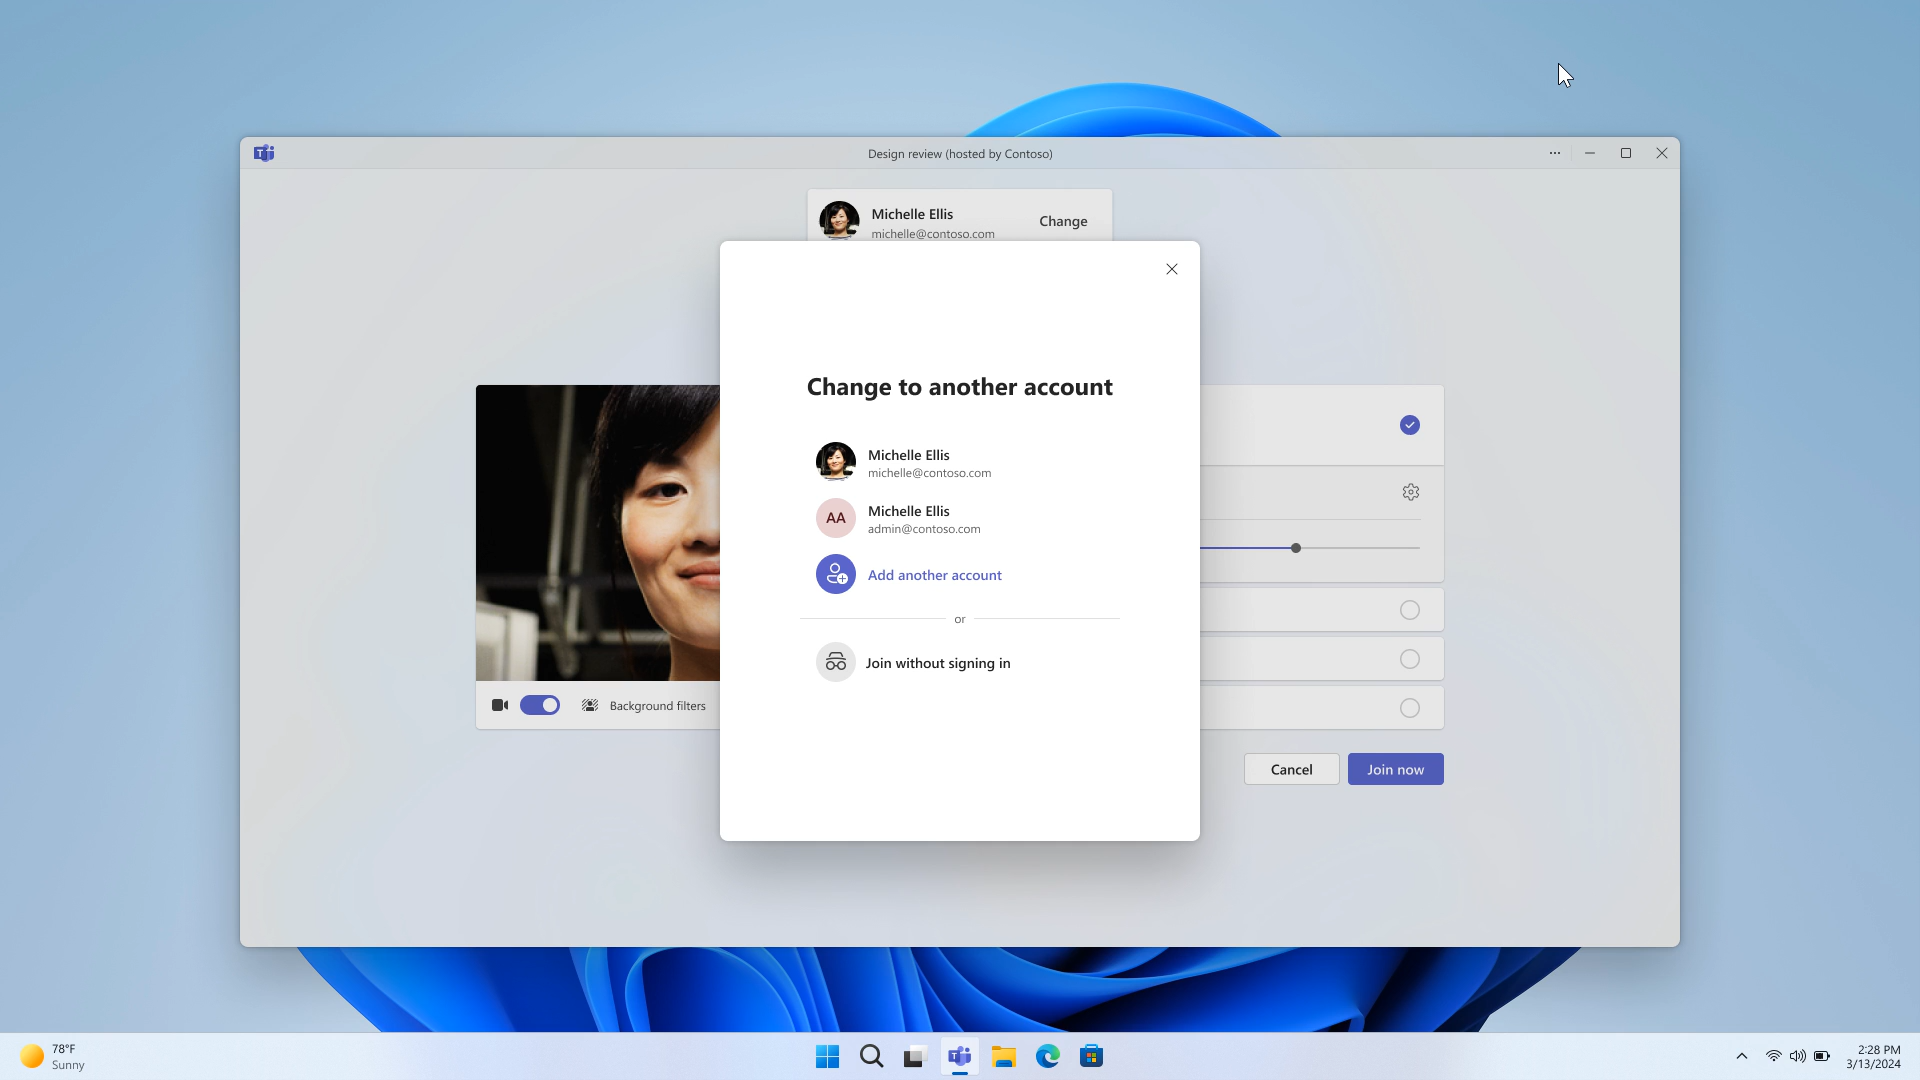 Design review (hosted by Contoso)
Michelle Ellis
michelle@contoso.com
Change
Change to another account
Michelle Ellis
michelle@contoso.com
AA
Michelle Ellis
admin@contoso.com
Add another account
or
Join without signing in
Background filters
Cancel
Join now
78°F
Sunny
2:28 PM
3/13/2024